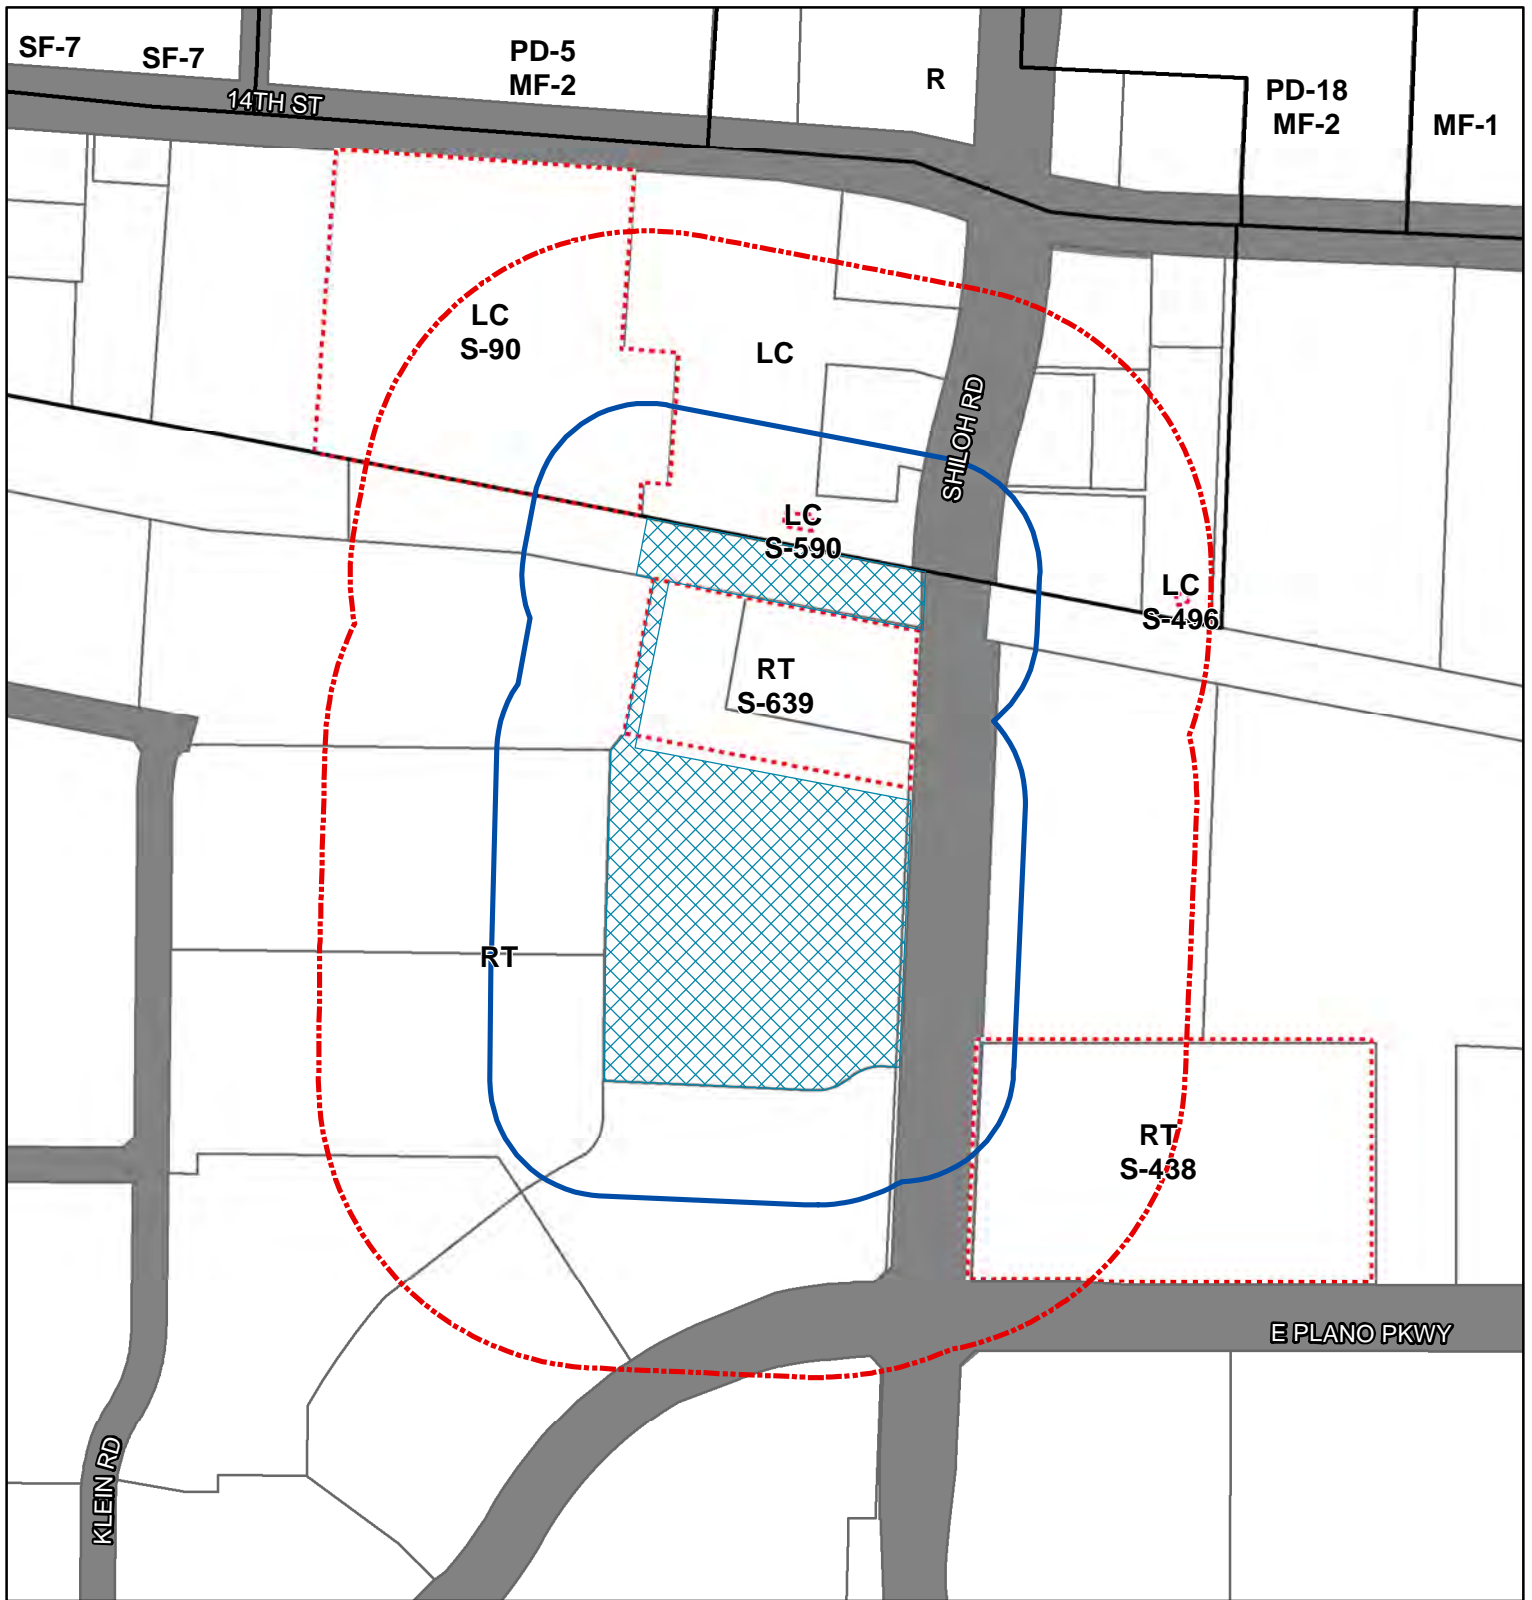 SF-7
SF-7
PD-5
MF-2
R
PD-18
MF-2
MF-1
14TH ST
LC
S-90
LC
SHILOH RD
LC
S-590
LC
S-496
RT
S-639
RT
RT
S-438
E PLANO PKWY
KLEIN RD